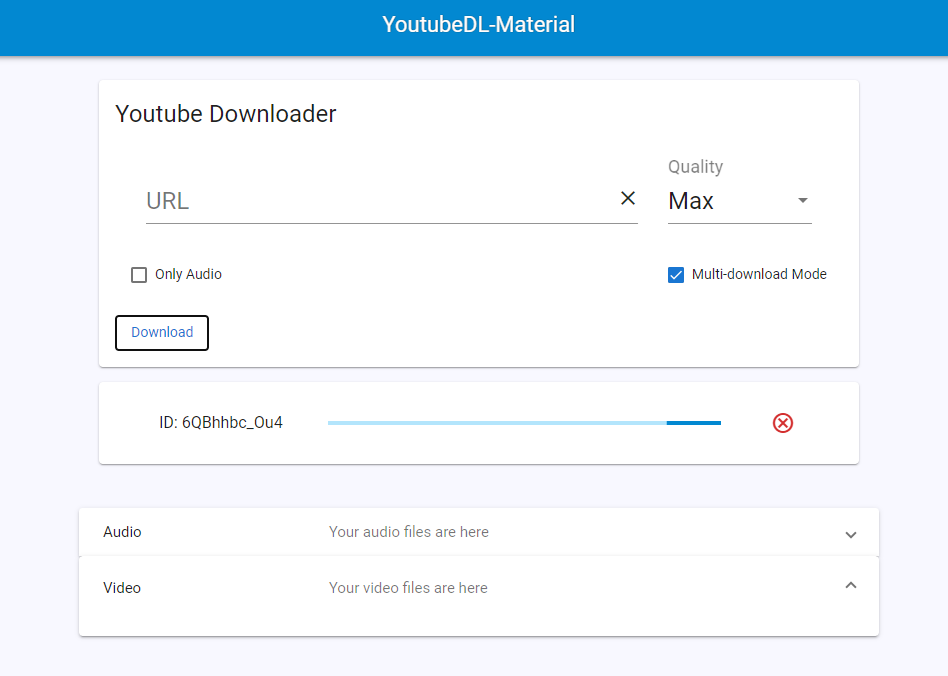 YoutubeDL-Material
Youtube Downloader
Quality
URL
Max
Only Audio
Multi-download Mode
Download
ID: 6QBhhbc_Ou4
Audio
Your audio files are here
Video
Your video files are here